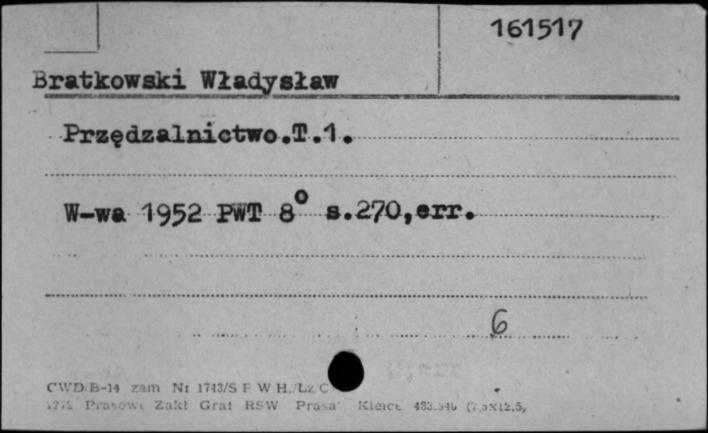 161517
Bratkowski Władysław
Przędzalnictwo.T.1.
W-wa 1952 PWT 8° s.270,err.
6
CWD/B-14 zam Nr 1743/S F W H./Łz C
Prasowe Zakł Graf RSW Prasa Kielce